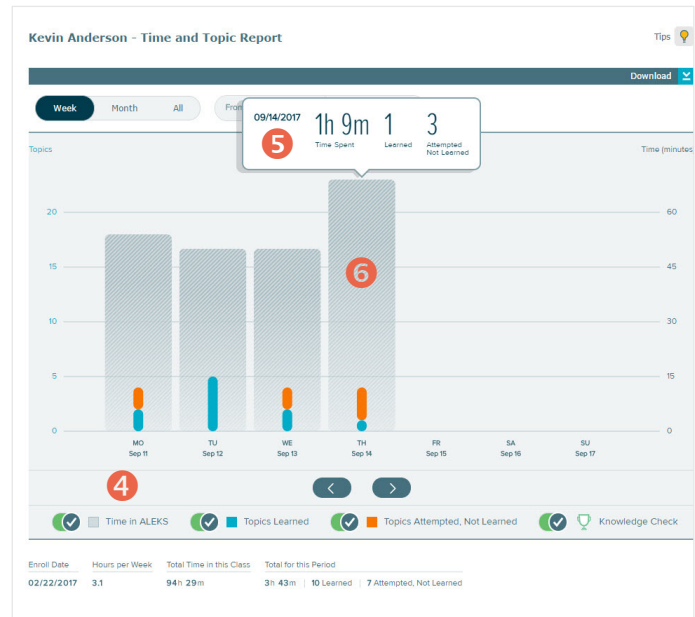 Kevin Anderson - Time and Topic Report
Tips
Download
Week Month All From
09/14/2017 1h 9m 1 3
5 Time Spent Learned Attempted
Not Learned
Topics Time (minutes
20 60
15 45
6
10 30
5 15
0 0
MO TU WE TH FR SA SU
Sep 11 Sep 12 Sep 13 Sep 14 Sep 15 Sep 16 Sep 17
4
Time in ALEKS Topics Learned Topics Attempted, Not Learned Knowledge Check
Enroll Date Hours per Week Total Time in this Class Total for this Period
02/22/2017 3.1 94h 29m 3h 43m | 10 Learned | 7 Attempted, Not Learned